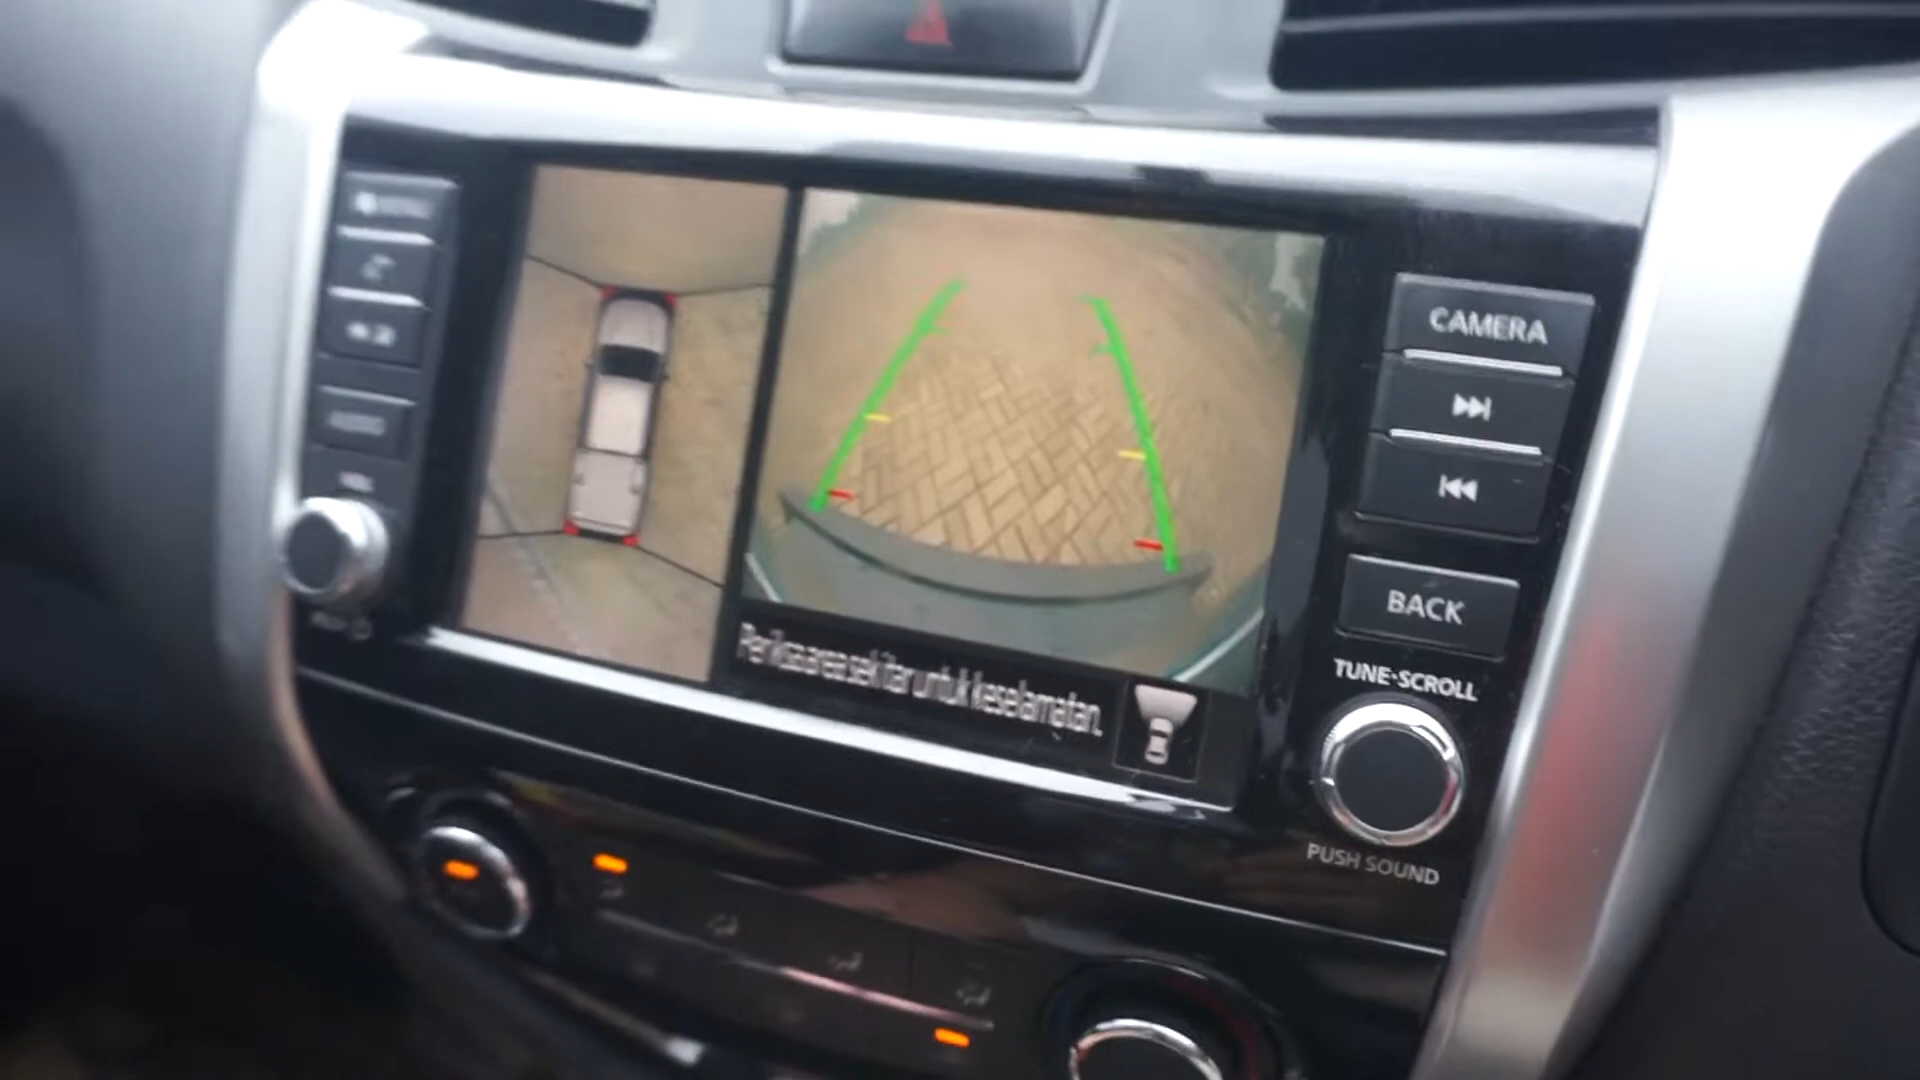 CAMERA
BACK
TUNE·SCROLL
PUSH SOUND
Periksa area sekitar untuk keselamatan.